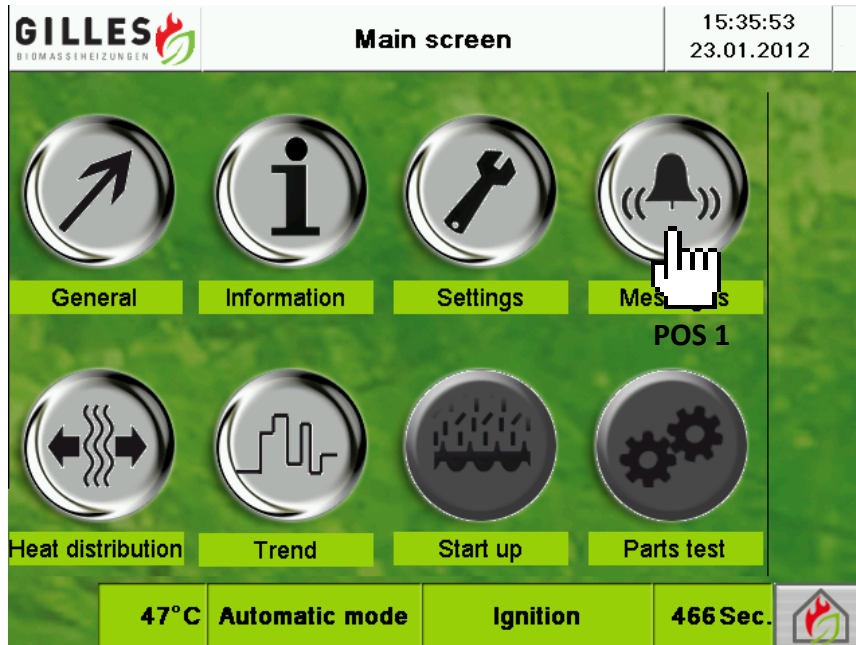 GILLES
BIOMASSEHEIZUNGEN
Main screen
15:35:53
23.01.2012
General
Information
Settings
POS 1
Heat distribution
Trend
Start up
Parts test
47°C
Automatic mode
Ignition
466 Sec.